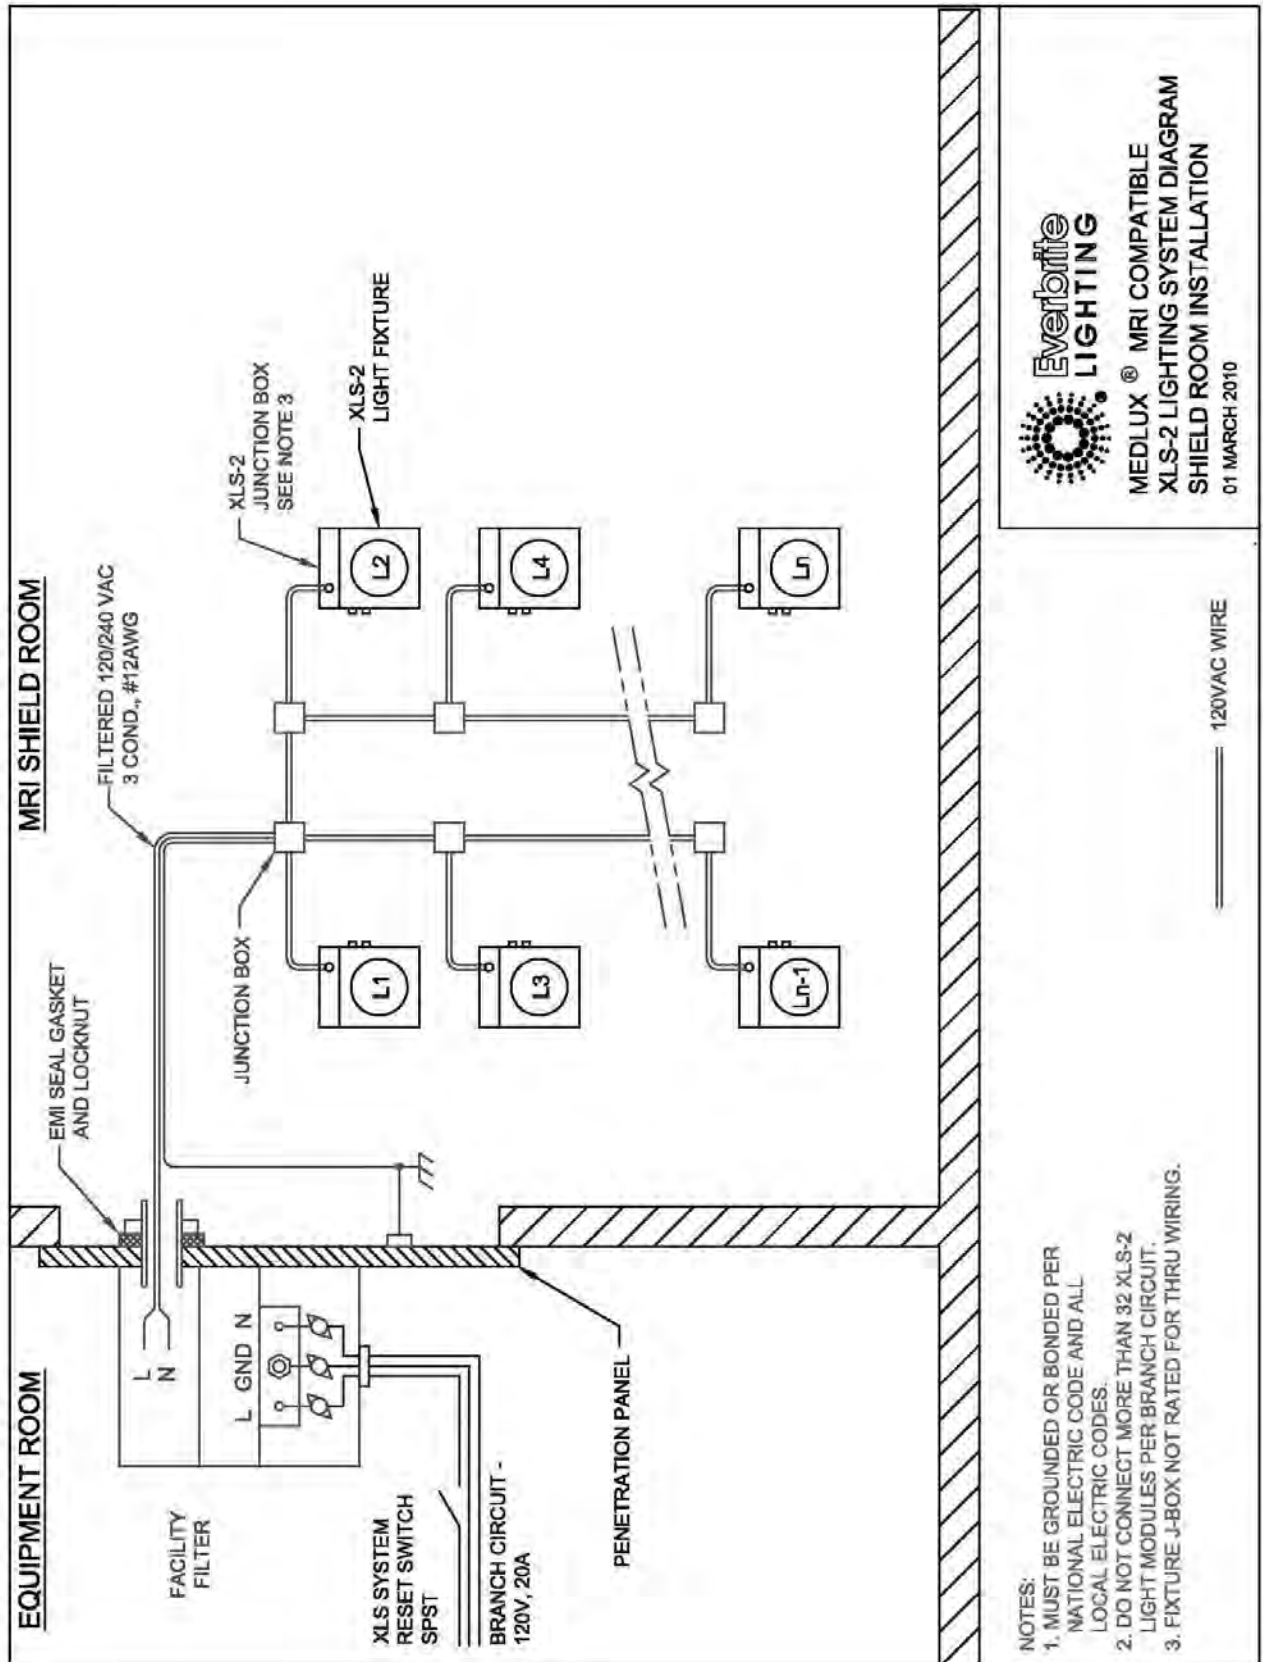 EQUIPMENT ROOM
MRI SHIELD ROOM
FACILITY
FILTER
L
N
L GND N
XLS SYSTEM
RESET SWITCH
SPST
BRANCH CIRCUIT -
120V, 20A
PENETRATION PANEL
EMI SEAL GASKET
AND LOCKNUT
FILTERED 120/240 VAC
3 COND., #12AWG
JUNCTION BOX
XLS-2
JUNCTION BOX
SEE NOTE 3
XLS-2
LIGHT FIXTURE
L1
L2
L3
L4
Ln-1
Ln
NOTES:
1. MUST BE GROUNDED OR BONDED PER
NATIONAL ELECTRIC CODE AND ALL
LOCAL ELECTRIC CODES.
2. DO NOT CONNECT MORE THAN 32 XLS-2
LIGHT MODULES PER BRANCH CIRCUIT.
3. FIXTURE J-BOX NOT RATED FOR THRU WIRING.
120VAC WIRE
Everbrite
LIGHTING
®
MEDLUX ® MRI COMPATIBLE
XLS-2 LIGHTING SYSTEM DIAGRAM
SHIELD ROOM INSTALLATION
01 MARCH 2010